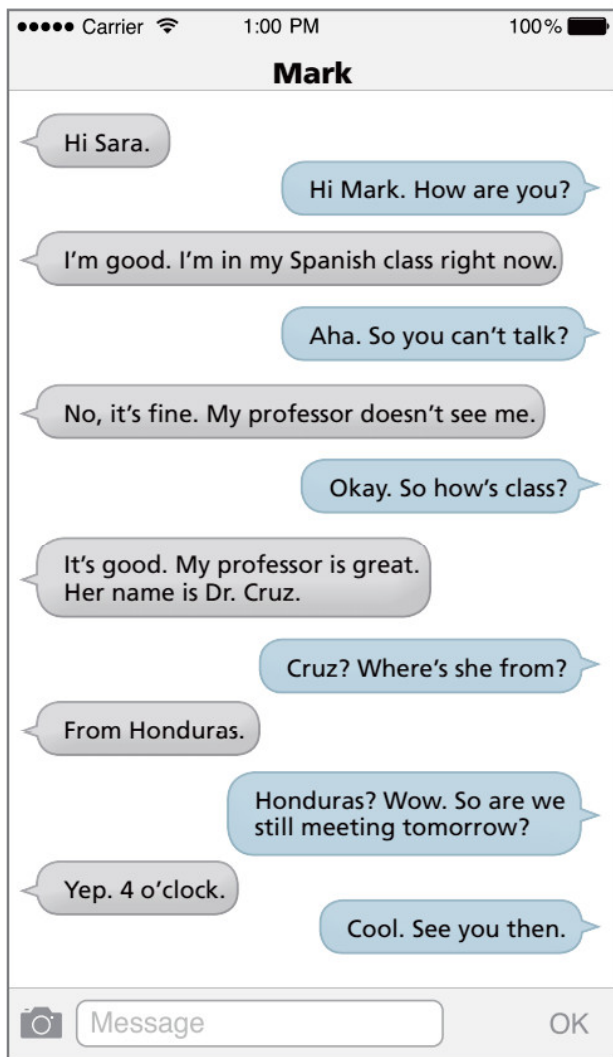 Carrier 1:00 PM 100%
Mark
Hi Sara.
Hi Mark. How are you?
I'm good. I'm in my Spanish class right now.
Aha. So you can't talk?
No, it's fine. My professor doesn't see me.
Okay. So how's class?
It's good. My professor is great.
Her name is Dr. Cruz.
Cruz? Where's she from?
From Honduras.
Honduras? Wow. So are we
still meeting tomorrow?
Yep. 4 o'clock.
Cool. See you then.
Message OK